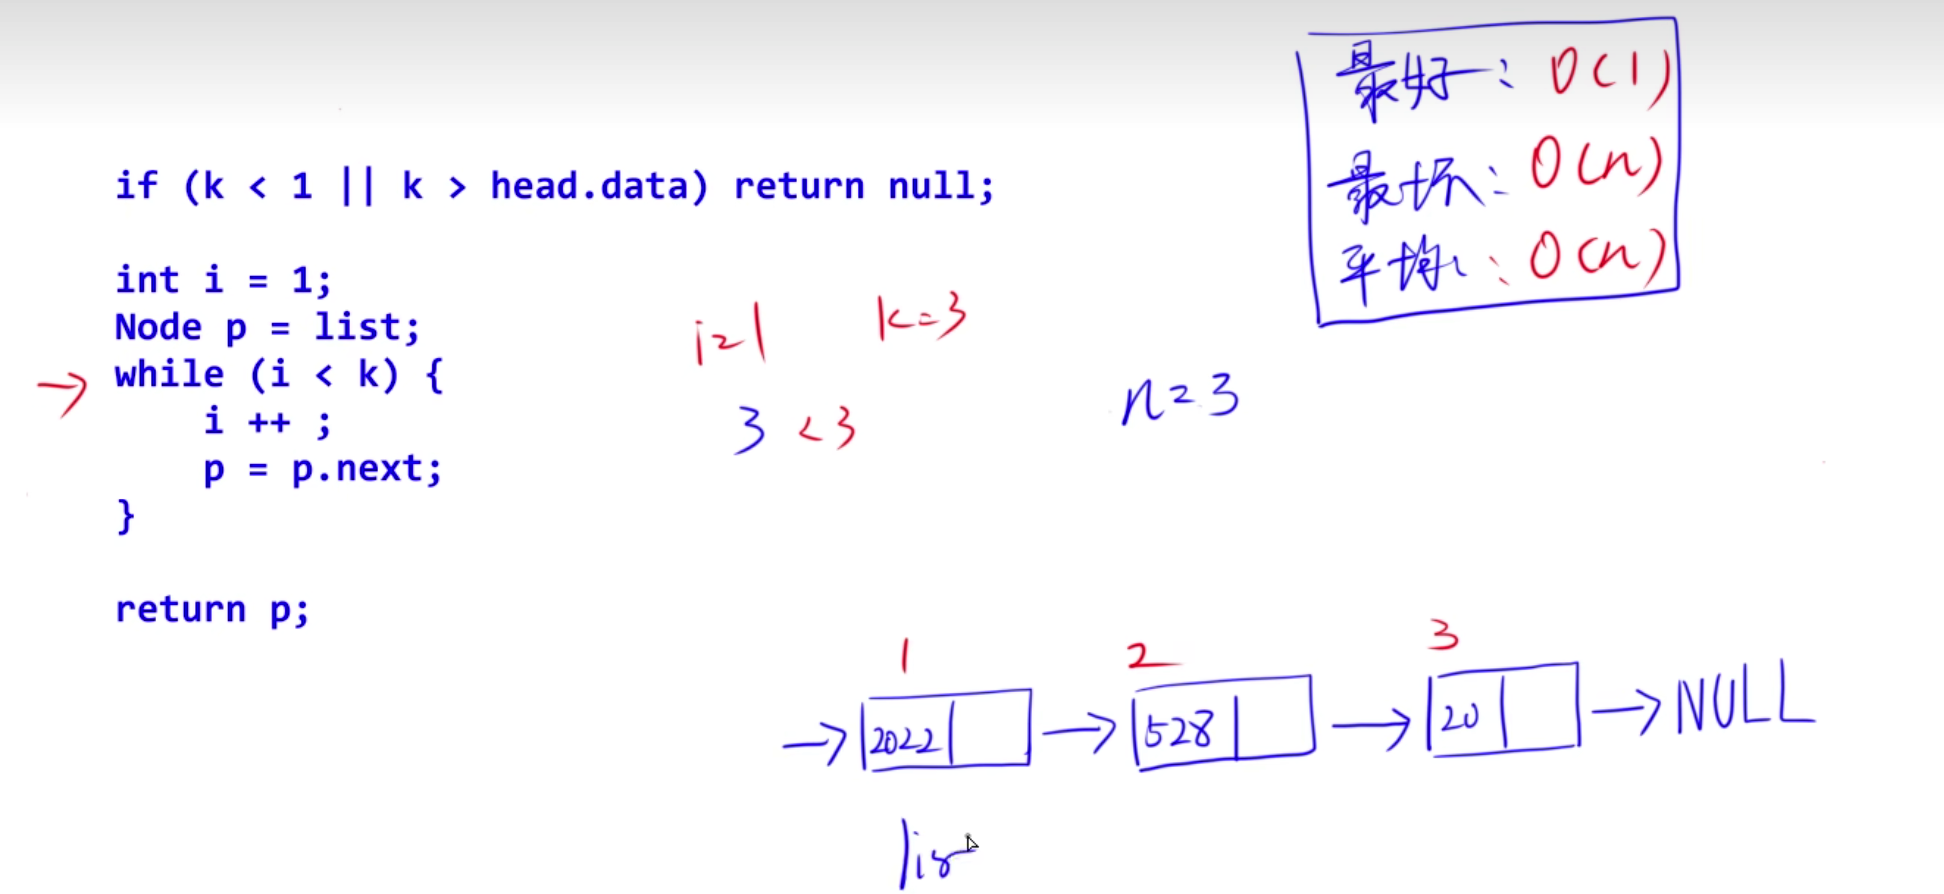 最好: O(1)
最坏: O(n)
平均: O(n)
if (k < 1 || k > head.data) return null;
int i = 1;
Node p = list;
while (i < k) {
i ++ ;
p = p.next;
}
return p;
i=1 k=3
3 < 3
n=3
1 2 3
2022 528 20 NULL
lis